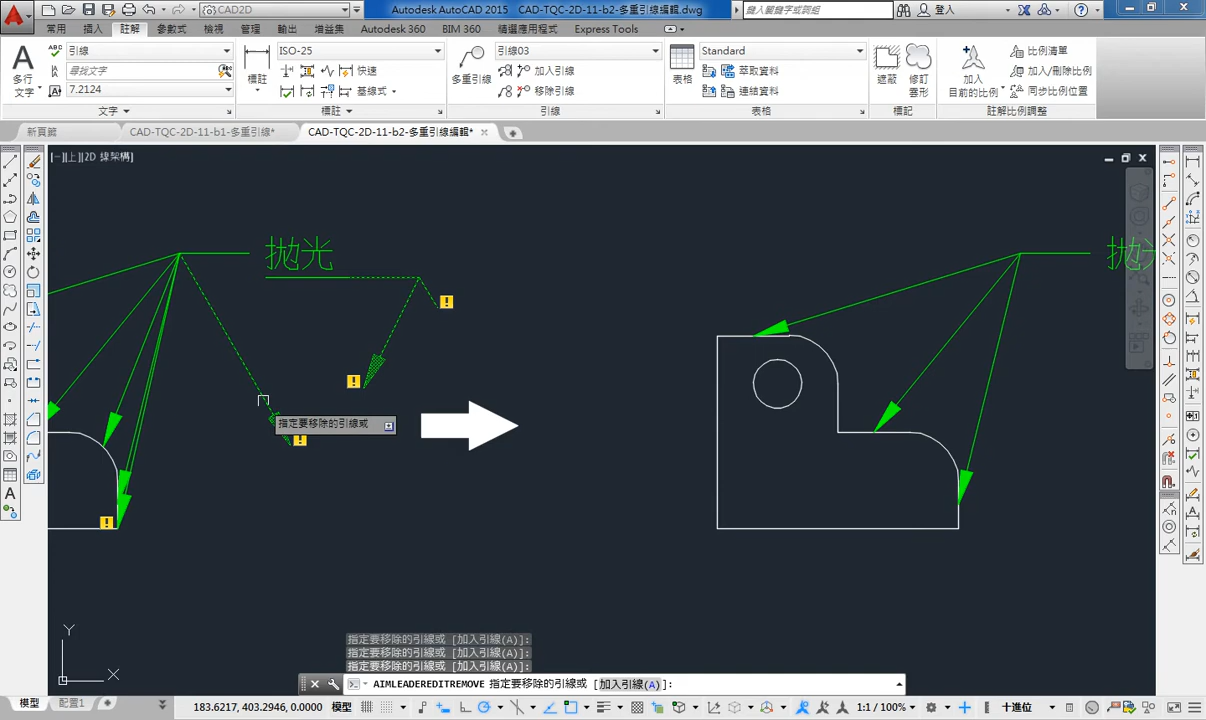 CAD2D
Autodesk AutoCAD 2015 CAD-TQC-2D-11-b2-多重引線編輯.dwg
鍵入關鍵字或詞組
登入
常用 插入 註解 參數式 檢視 管理 輸出 增益集 Autodesk 360 BIM 360 精選應用程式 Express Tools
引線
ISO-25
引線03
Standard
比例清單
尋找文字
快速
加入引線
萃取資料
加入/刪除比例
多行
文字
標註
多重引線
表格
遮蔽
修訂
雲形
加入
目前的比例
7.2124
基線式
移除引線
連結資料
同步比例位置
文字
標註
引線
表格
標記
註解比例調整
新頁籤
CAD-TQC-2D-11-b1-多重引線*
CAD-TQC-2D-11-b2-多重引線編輯*
[−][上][2D 線架構]
拋光
拋光
指定要移除的引線或
Y
X
指定要移除的引線或 [加入引線(A)]:
指定要移除的引線或 [加入引線(A)]:
指定要移除的引線或 [加入引線(A)]:
AIMLEADEREDITREMOVE 指定要移除的引線或 [加入引線(A)]:
模型 配置1
183.6217, 403.2946, 0.0000 模型 1:1 / 100% 十進位